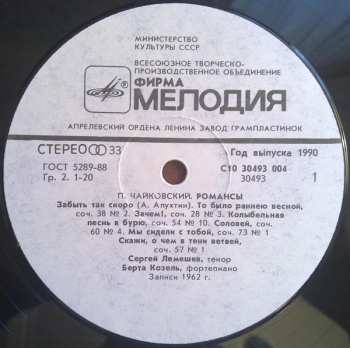 МИНИСТЕРСТВО
КУЛЬТУРЫ СССР
ВСЕСОЮЗНОЕ ТВОРЧЕСКО-
ПРОИЗВОДСТВЕННОЕ ОБЪЕДИНЕНИЕ
ФИРМА
МЕЛОДИЯ
АПРЕЛЕВСКИЙ ОРДЕНА ЛЕНИНА ЗАВОД ГРАМПЛАСТИНОК
СТЕРЕО 33
Год выпуска 1990
ГОСТ 5289-88
С10 30493 004
Гр. 2. 1-20
30493
1
П. ЧАЙКОВСКИЙ. РОМАНСЫ
Забыть так скоро (А. Апухтин). То было раннею весной,
соч. 38 № 2. Зачем?, соч. 28 № 3. Колыбельная
песнь в бурю, соч. 54 № 10. Соловей, соч.
60 № 4. Мы сидели с тобой, соч. 73 № 1
Скажи, о чем в тени ветвей,
соч. 57 № 1
Сергей Лемешев, тенор
Берта Козель, фортепиано
Записи 1962 г.